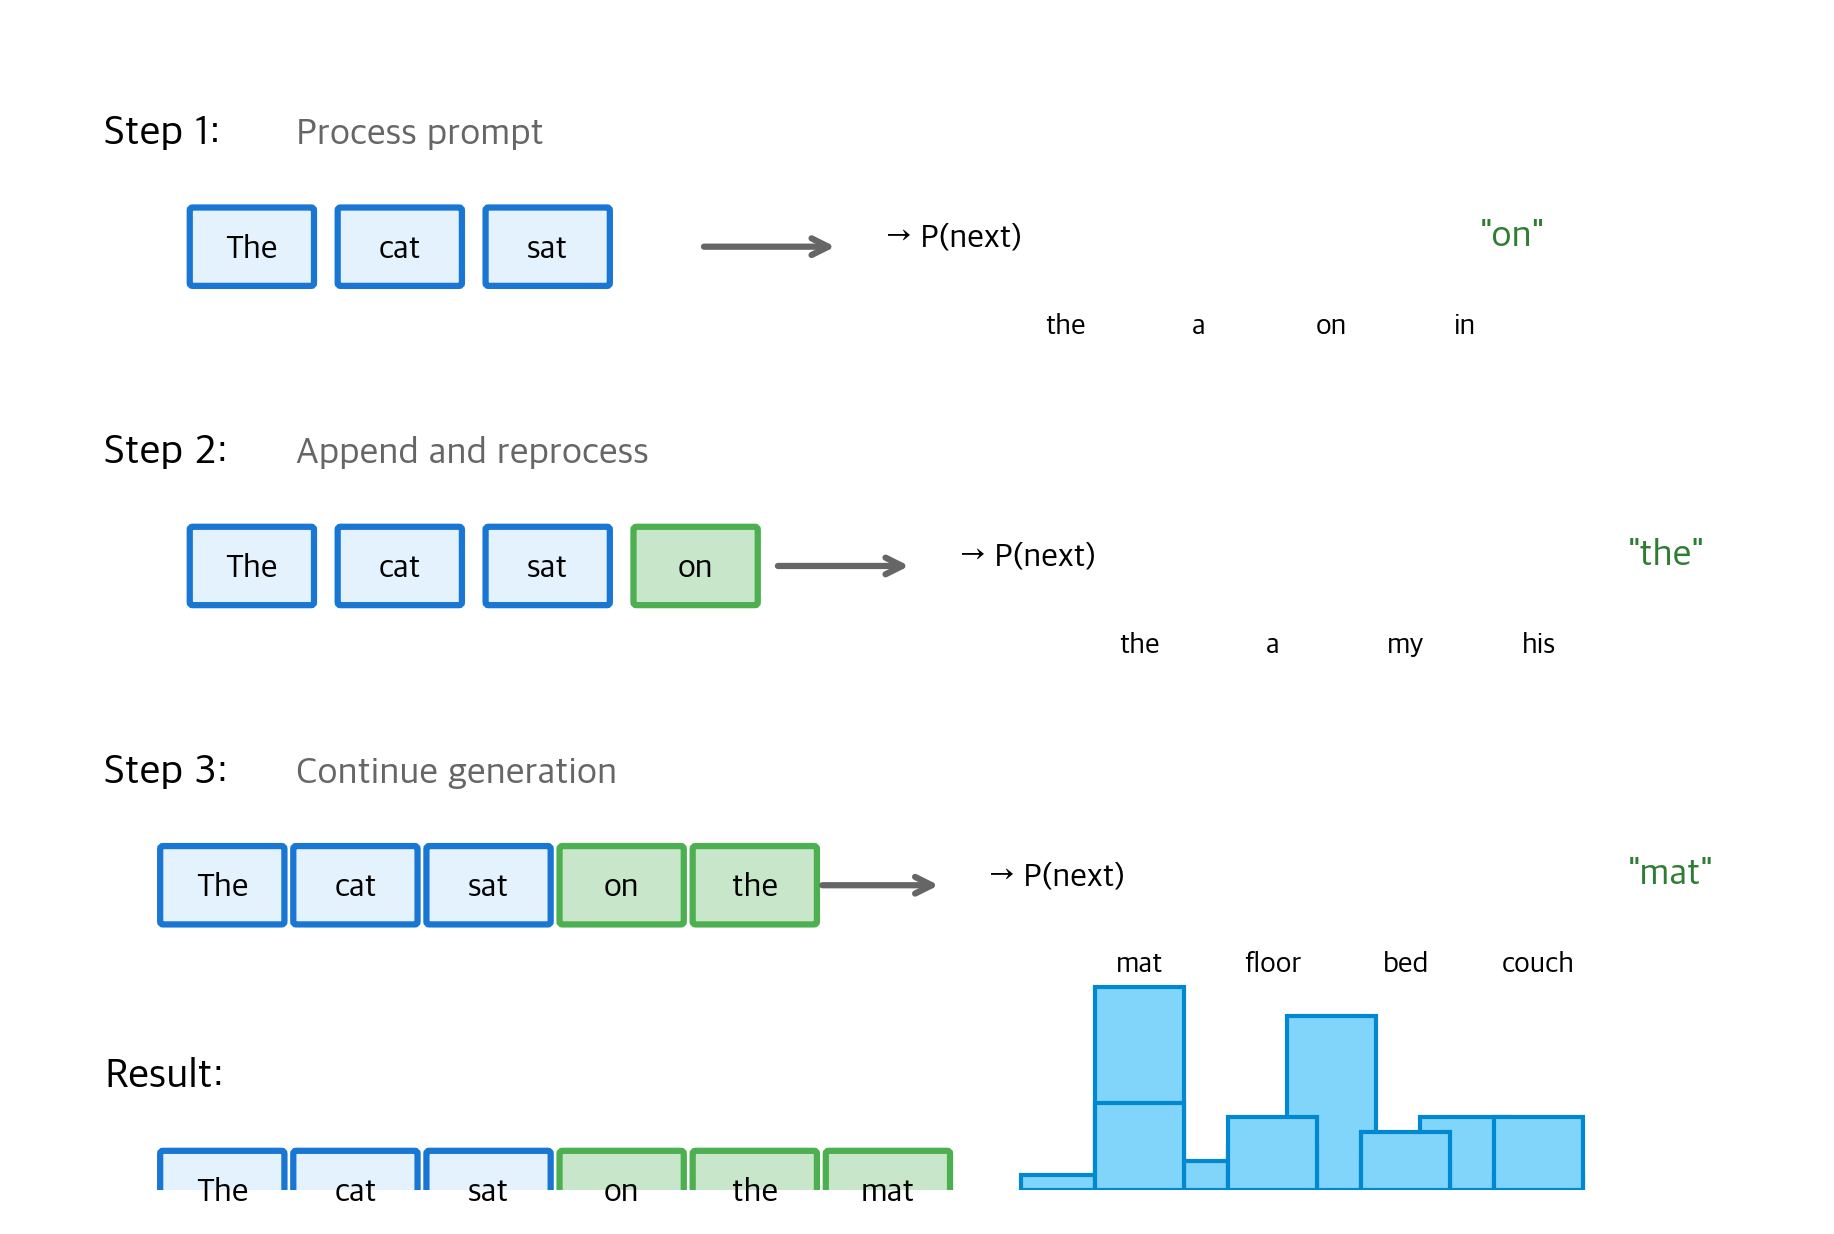 Step 1: Process prompt
The cat sat → P(next) "on"
the a on in
Step 2: Append and reprocess
The cat sat on → P(next) "the"
the a my his
Step 3: Continue generation
The cat sat on the → P(next) "mat"
mat floor bed couch
Result:
The cat sat on the mat